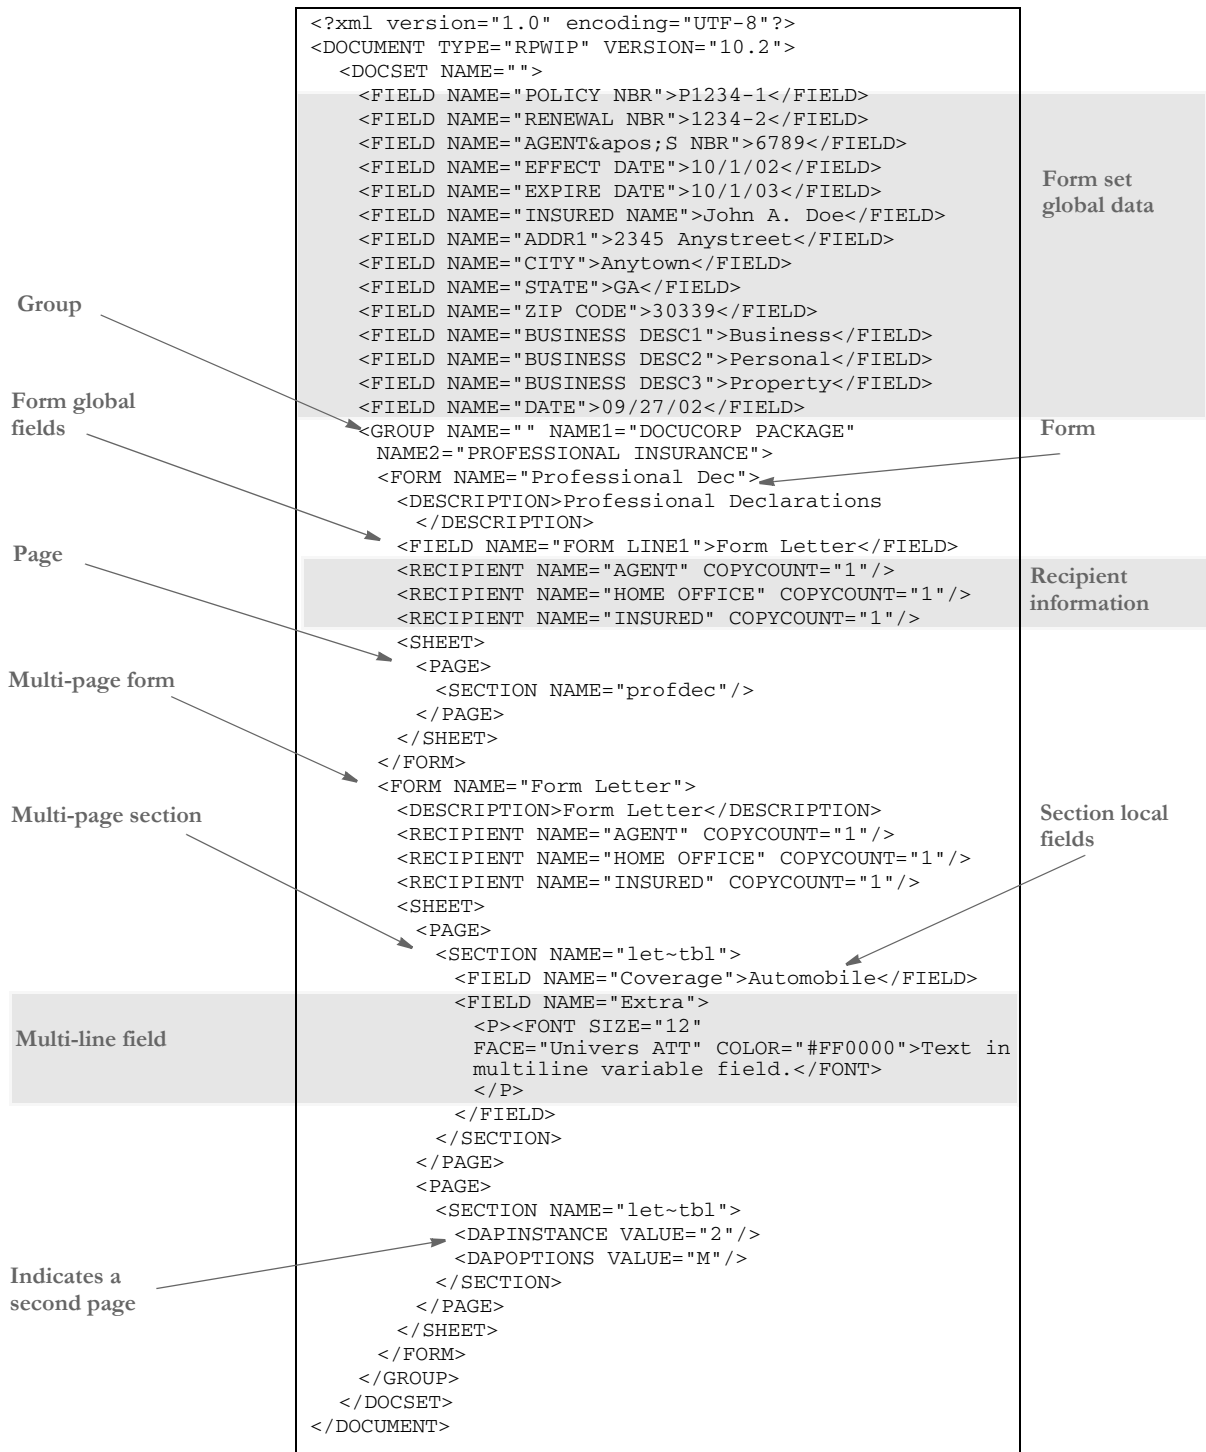 <?xml version="1.0" encoding="UTF-8"?>
<DOCUMENT TYPE="RPWIP" VERSION="10.2">
<DOCSET NAME="">
<FIELD NAME="POLICY NBR">P1234-1</FIELD>
<FIELD NAME="RENEWAL NBR">1234-2</FIELD>
<FIELD NAME="AGENT&apos;S NBR">6789</FIELD>
<FIELD NAME="EFFECT DATE">10/1/02</FIELD>
<FIELD NAME="EXPIRE DATE">10/1/03</FIELD>
<FIELD NAME="INSURED NAME">John A. Doe</FIELD>
<FIELD NAME="ADDR1">2345 Anystreet</FIELD>
<FIELD NAME="CITY">Anytown</FIELD>
<FIELD NAME="STATE">GA</FIELD>
<FIELD NAME="ZIP CODE">30339</FIELD>
<FIELD NAME="BUSINESS DESC1">Business</FIELD>
<FIELD NAME="BUSINESS DESC2">Personal</FIELD>
<FIELD NAME="BUSINESS DESC3">Property</FIELD>
<FIELD NAME="DATE">09/27/02</FIELD>
<GROUP NAME="" NAME1="DOCUCORP PACKAGE"
NAME2="PROFESSIONAL INSURANCE">
<FORM NAME="Professional Dec">
<DESCRIPTION>Professional Declarations
</DESCRIPTION>
<FIELD NAME="FORM LINE1">Form Letter</FIELD>
<RECIPIENT NAME="AGENT" COPYCOUNT="1"/>
<RECIPIENT NAME="HOME OFFICE" COPYCOUNT="1"/>
<RECIPIENT NAME="INSURED" COPYCOUNT="1"/>
<SHEET>
<PAGE>
<SECTION NAME="profdec"/>
</PAGE>
</SHEET>
</FORM>
<FORM NAME="Form Letter">
<DESCRIPTION>Form Letter</DESCRIPTION>
<RECIPIENT NAME="AGENT" COPYCOUNT="1"/>
<RECIPIENT NAME="HOME OFFICE" COPYCOUNT="1"/>
<RECIPIENT NAME="INSURED" COPYCOUNT="1"/>
<SHEET>
<PAGE>
<SECTION NAME="let~tbl">
<FIELD NAME="Coverage">Automobile</FIELD>
<FIELD NAME="Extra">
<P><FONT SIZE="12"
FACE="Univers ATT" COLOR="#FF0000">Text in
multiline variable field.</FONT>
</P>
</FIELD>
</SECTION>
</PAGE>
<PAGE>
<SECTION NAME="let~tbl">
<DAPINSTANCE VALUE="2"/>
<DAPOPTIONS VALUE="M"/>
</SECTION>
</PAGE>
</SHEET>
</FORM>
</GROUP>
</DOCSET>
</DOCUMENT>
Group
Form global
fields
Page
Multi-page form
Multi-page section
Multi-line field
Indicates a
second page
Form set
global data
Form
Recipient
information
Section local
fields